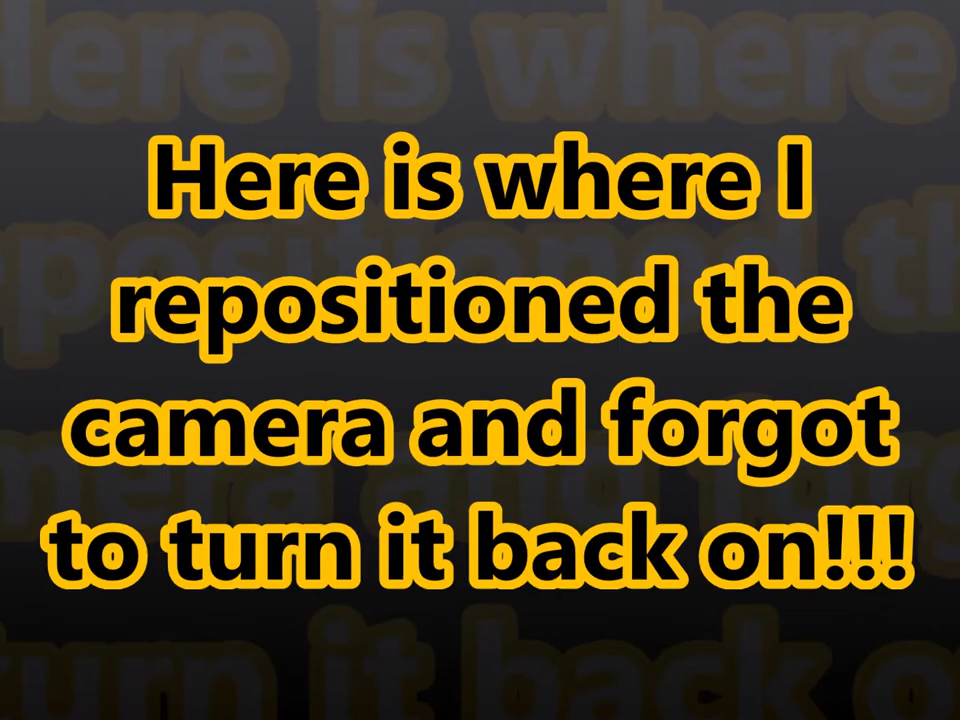 Here is where I
repositioned the
camera and forgot
to turn it back on!!!